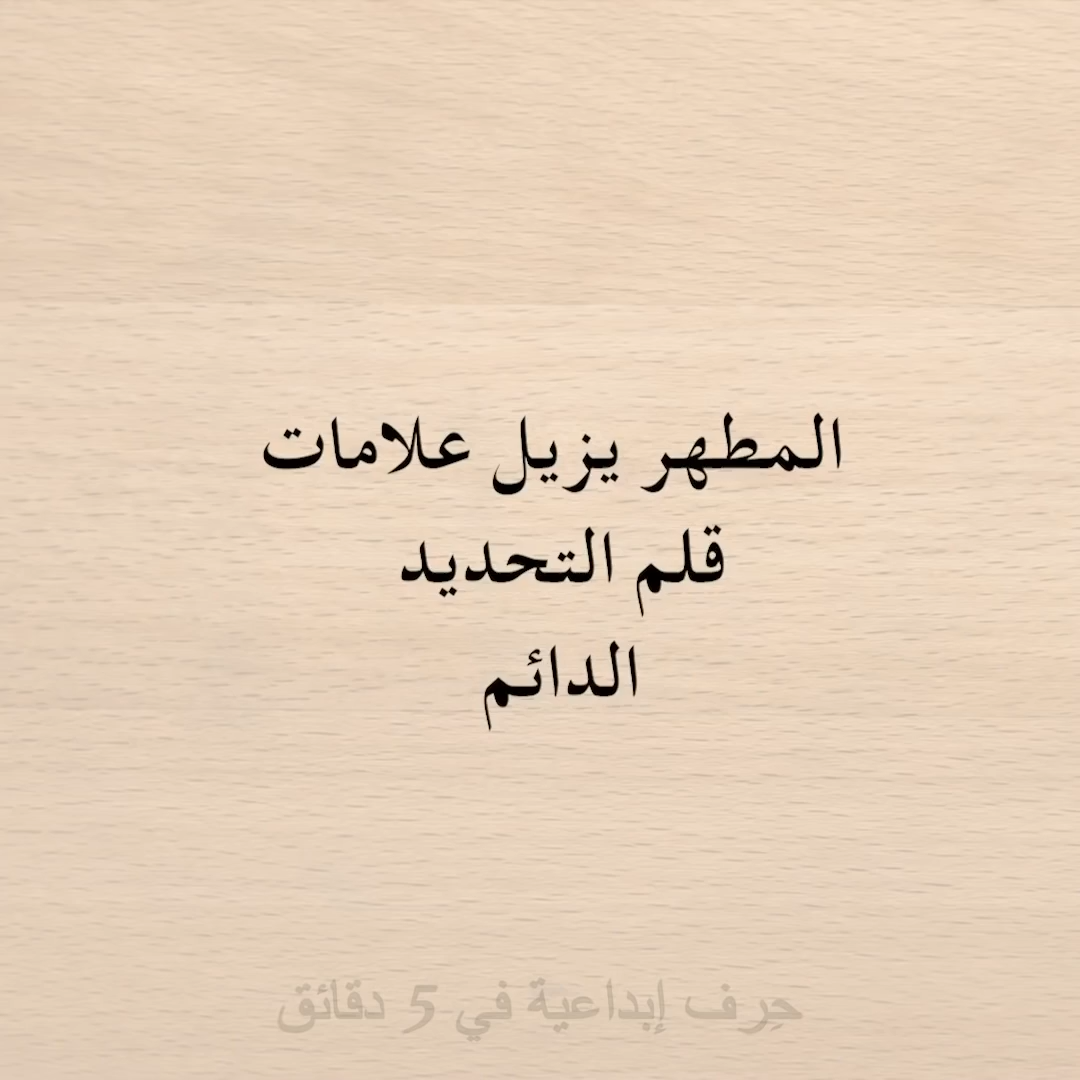 المطهر يزيل علامات
قلم التحديد
الدائم
حِرف إبداعية في 5 دقائق